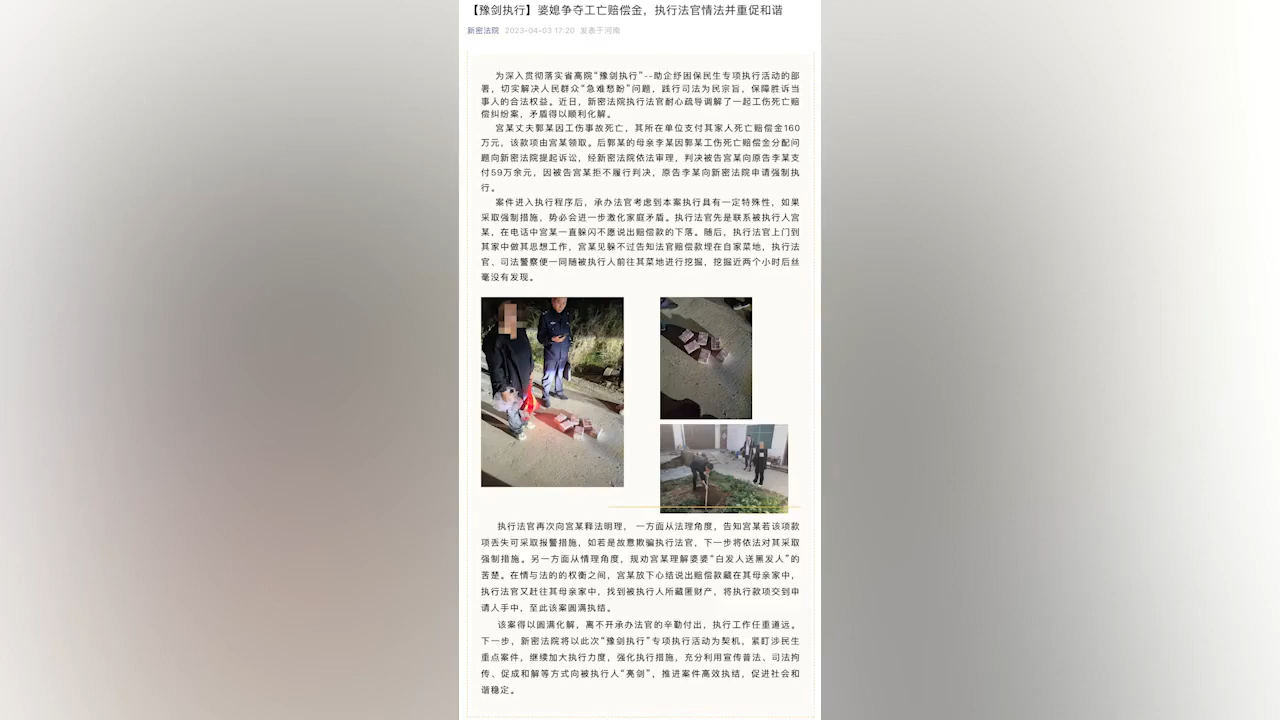 【豫剑执行】婆媳争夺工亡赔偿金，执行法官情法并重促和谐
新密法院 2023-04-03 17:20 发表于河南
为深入贯彻落实省高院“豫剑执行”--助企纾困保民生专项执行活动的部
署，切实解决人民群众“急难愁盼”问题，践行司法为民宗旨，保障胜诉当
事人的合法权益。近日，新密法院执行法官耐心疏导调解了一起工伤死亡赔
偿纠纷案，矛盾得以顺利化解。
宫某丈夫郭某因工伤事故死亡，其所在单位支付其家人死亡赔偿金160
万元，该款项由宫某领取。后郭某的母亲李某因郭某工伤死亡赔偿金分配问
题向新密法院提起诉讼，经新密法院依法审理，判决被告宫某向原告李某支
付59万余元，因被告宫某拒不履行判决，原告李某向新密法院申请强制执
行。
案件进入执行程序后，承办法官考虑到本案执行具有一定特殊性，如果
采取强制措施，势必会进一步激化家庭矛盾。执行法官先是联系被执行人宫
某，在电话中宫某一直躲闪不愿说出赔偿款的下落。随后，执行法官上门到
其家中做其思想工作，宫某见躲不过告知法官赔偿款埋在自家菜地，执行法
官、司法警察便一同随被执行人前往其菜地进行挖掘，挖掘近两个小时后丝
毫没有发现。
执行法官再次向宫某释法明理， 一方面从法理角度，告知宫某若该项款
项丢失可采取报警措施，如若是故意欺骗执行法官，下一步将依法对其采取
强制措施。另一方面从情理角度，规劝宫某理解婆婆“白发人送黑发人”的
苦楚。在情与法的的权衡之间，宫某放下心结说出赔偿款藏在其母亲家中，
执行法官又赶往其母亲家中，找到被执行人所藏匿财产，将执行款项交到申
请人手中，至此该案圆满执结。
该案得以圆满化解，离不开承办法官的辛勤付出，执行工作任重道远。
下一步，新密法院将以此次“豫剑执行”专项执行活动为契机，紧盯涉民生
重点案件，继续加大执行力度，强化执行措施，充分利用宣传普法、司法拘
传、促成和解等方式向被执行人“亮剑”，推进案件高效执结，促进社会和
谐稳定。